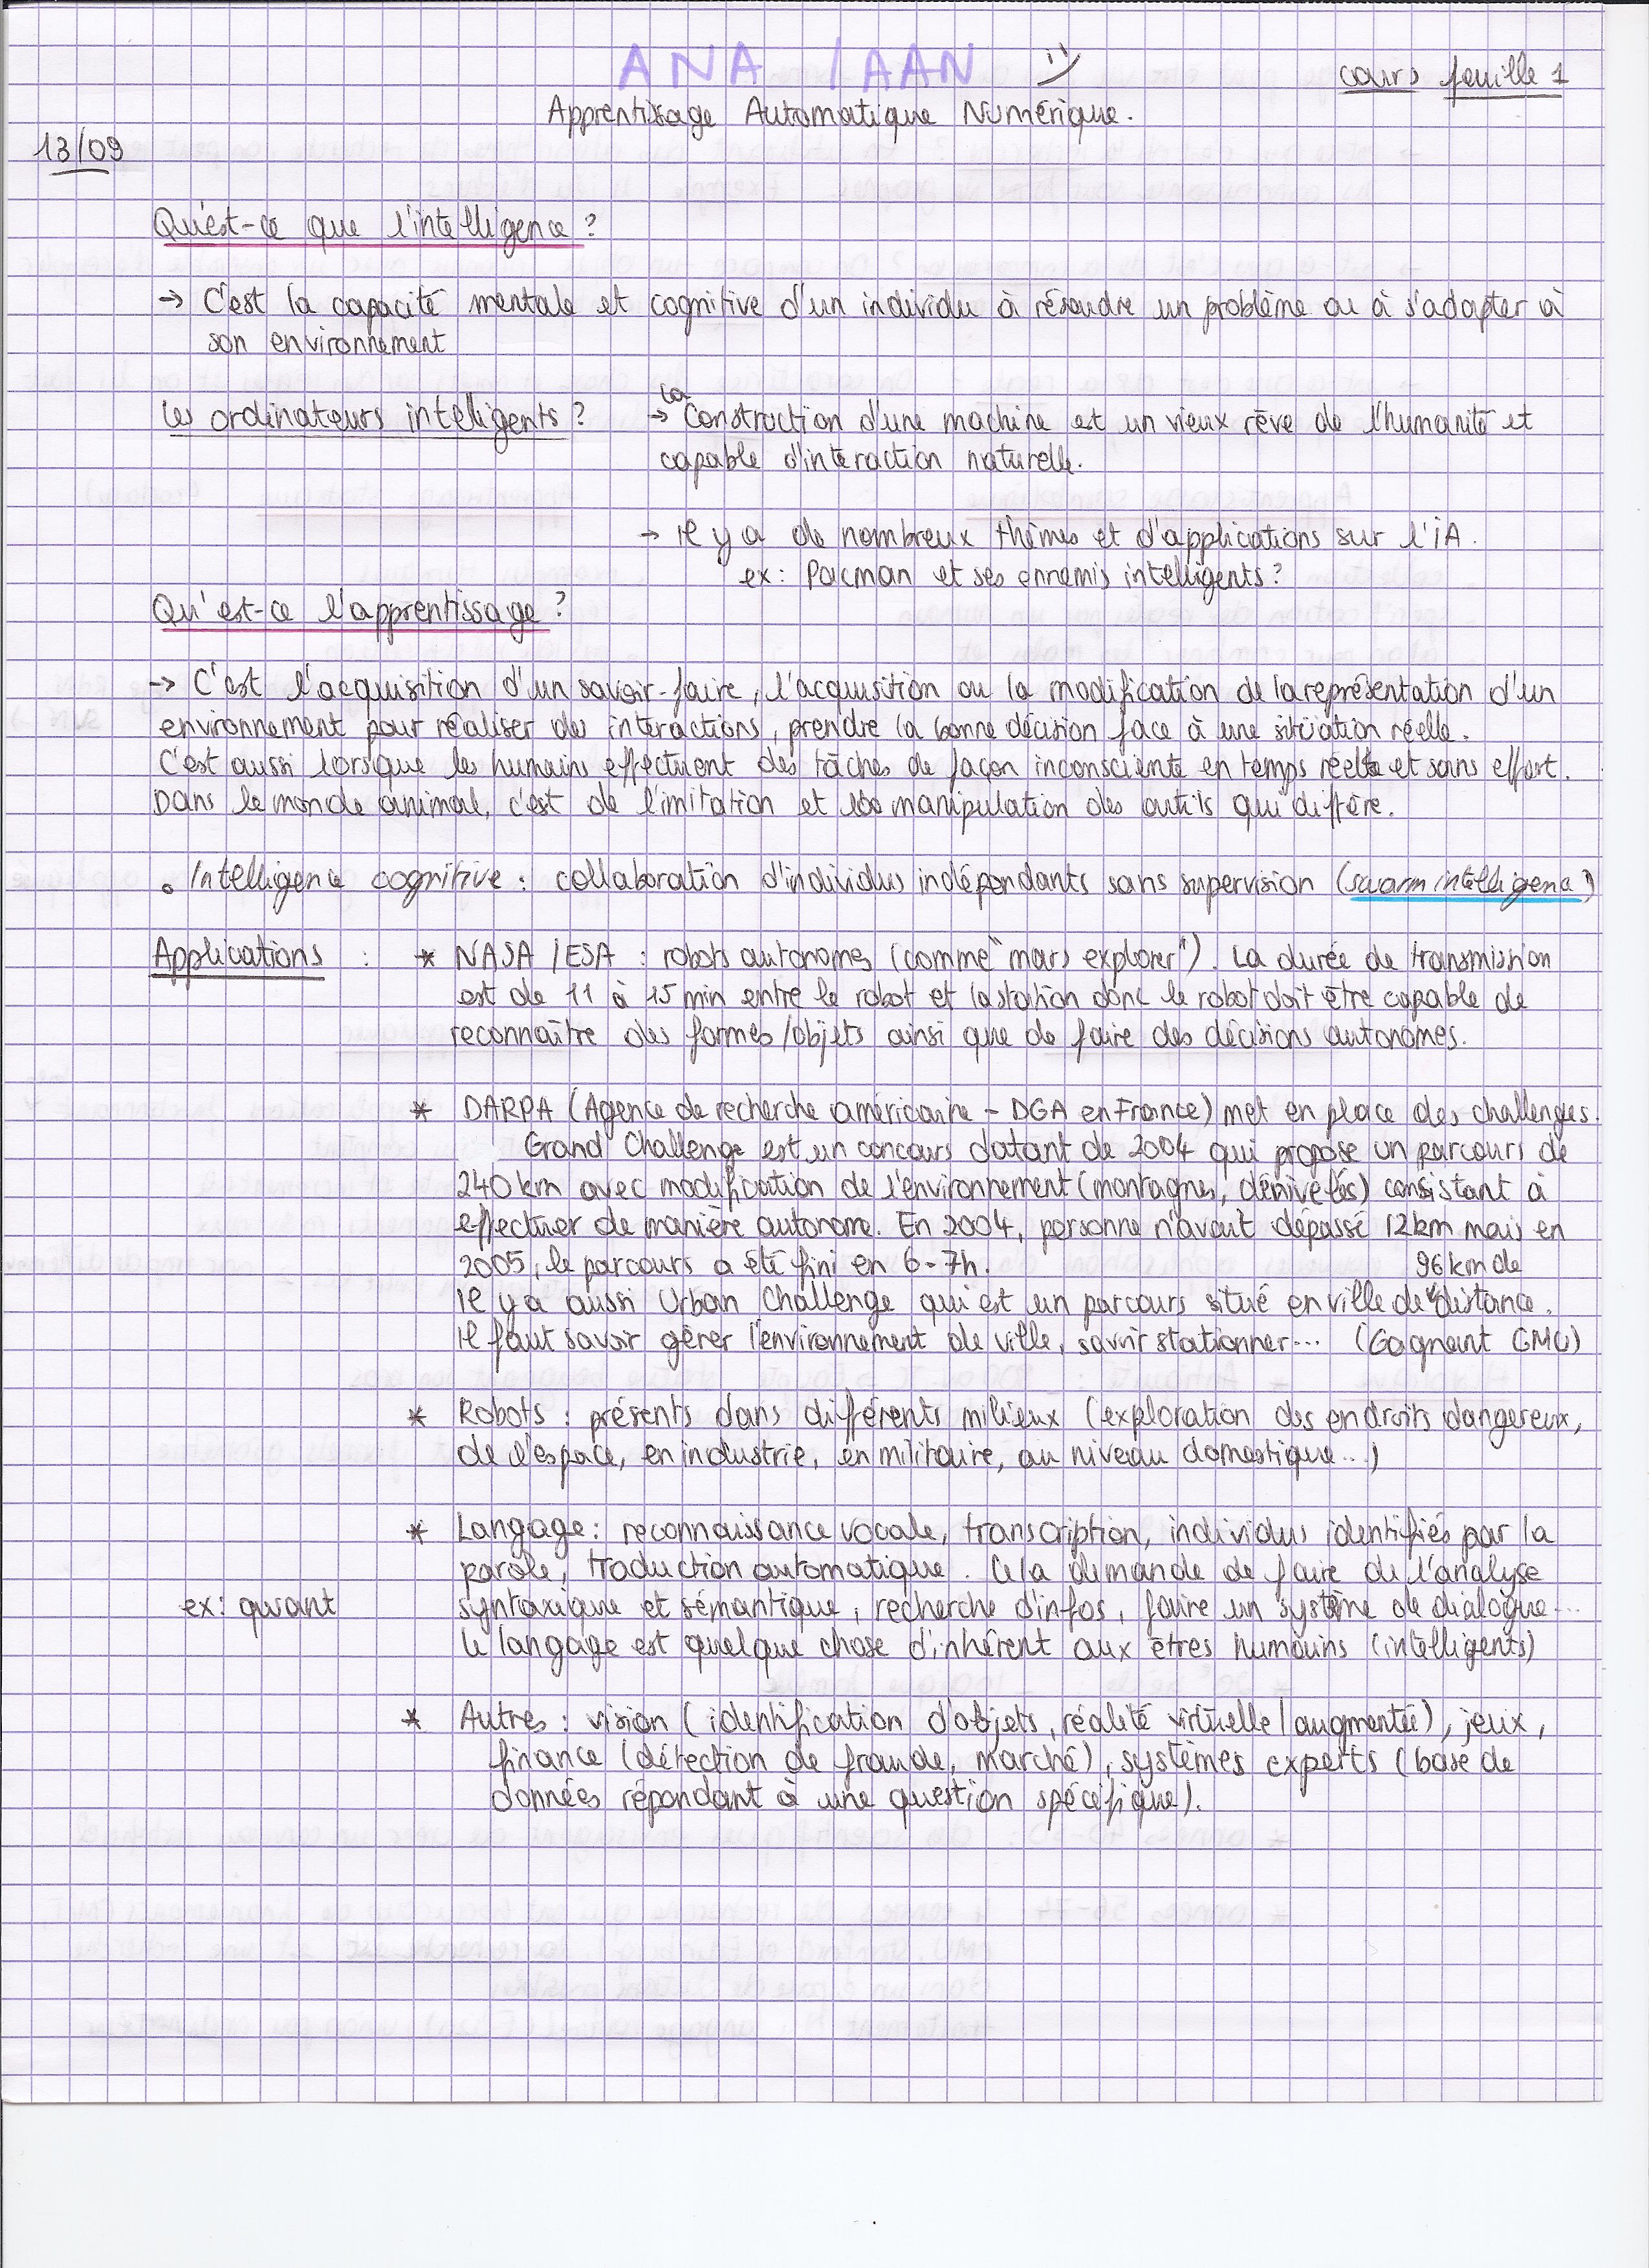 ANA / AAN :)
cours feuille 1
Apprentissage Automatique Numérique.
13/09
Qu'est-ce que l'intelligence ?
→ C'est la capacité mentale et cognitive d'un individu à résoudre un problème ou à s'adapter à
son environnement
Les ordinateurs intelligents ? → la construction d'une machine est un vieux rêve de l'humanité et
capable d'interaction naturelle.
→ il y a de nombreux thèmes et d'applications sur l'IA.
ex : Pacman et ses ennemis intelligents ?
Qu'est-ce l'apprentissage ?
→ C'est l'acquisition d'un savoir-faire, l'acquisition ou la modification de la représentation d'un
environnement pour réaliser des interactions, prendre la bonne décision face à une situation réelle.
C'est aussi lorsque les humains effectuent des tâches de façon inconsciente en temps réel et sans effort.
Dans le monde animal, c'est de l'imitation et la manipulation des outils qui diffère.
• Intelligence cognitive : collaboration d'individus indépendants sans supervision (swarm intelligence)
Applications : * NASA / ESA : robots autonomes (comme "mars explorer"). La durée de transmission
est de 11 à 15 min entre le robot et la station donc le robot doit être capable de
reconnaître des formes/objets ainsi que de faire des décisions autonomes.
* DARPA (Agence de recherche américaine - DGA en France) met en place des challenges.
Grand Challenge est un concours datant de 2004 qui propose un parcours de
240 km avec modification de l'environnement (montagnes, dénivelés) consistant à
effectuer de manière autonome. En 2004, personne n'avait dépassé 12 km mais en
2005, le parcours a été fini en 6-7h.
Il y a aussi Urban Challenge qui est un parcours situé en ville de 96 km de distance.
Il faut savoir gérer l'environnement de ville, savoir stationner... (Gagnant CMU)
* Robots : présents dans différents milieux (exploration des endroits dangereux,
de l'espace, en industrie, en militaire, au niveau domestique...)
* Langage : reconnaissance vocale, transcription, individus identifiés par la
parole, traduction automatique. Cela demande de faire de l'analyse
ex : qwant syntaxique et sémantique, recherche d'infos, faire un système de dialogue...
Le langage est quelque chose d'inhérent aux êtres humains (intelligents)
* Autres : vision (identification d'objets, réalité virtuelle/augmentée), jeux,
finance (détection de fraude, marché), systèmes experts (base de
données répondant à une question spécifique).